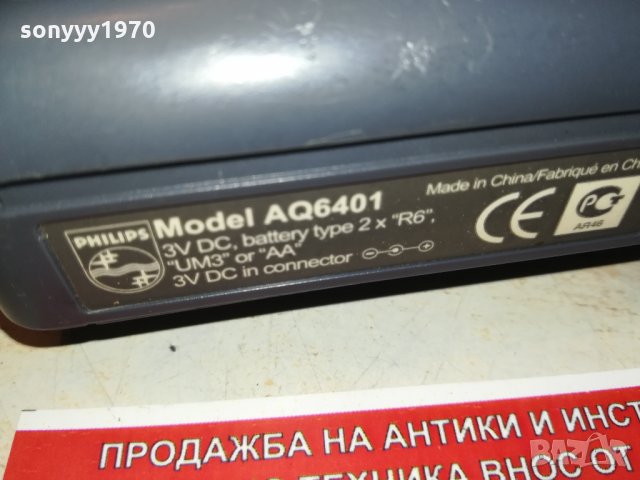 sonyyy1970
PHILIPS
Model AQ6401
3V DC, battery type 2 x "R6",
"UM3" or "AA"
3V DC in connector
Made in China/Fabriqué en Ch
CE
AR46
ПРОДАЖБА НА АНТИКИ И ИНСТ
ТЕХНИКА ВНОС ОТ
BAZAR